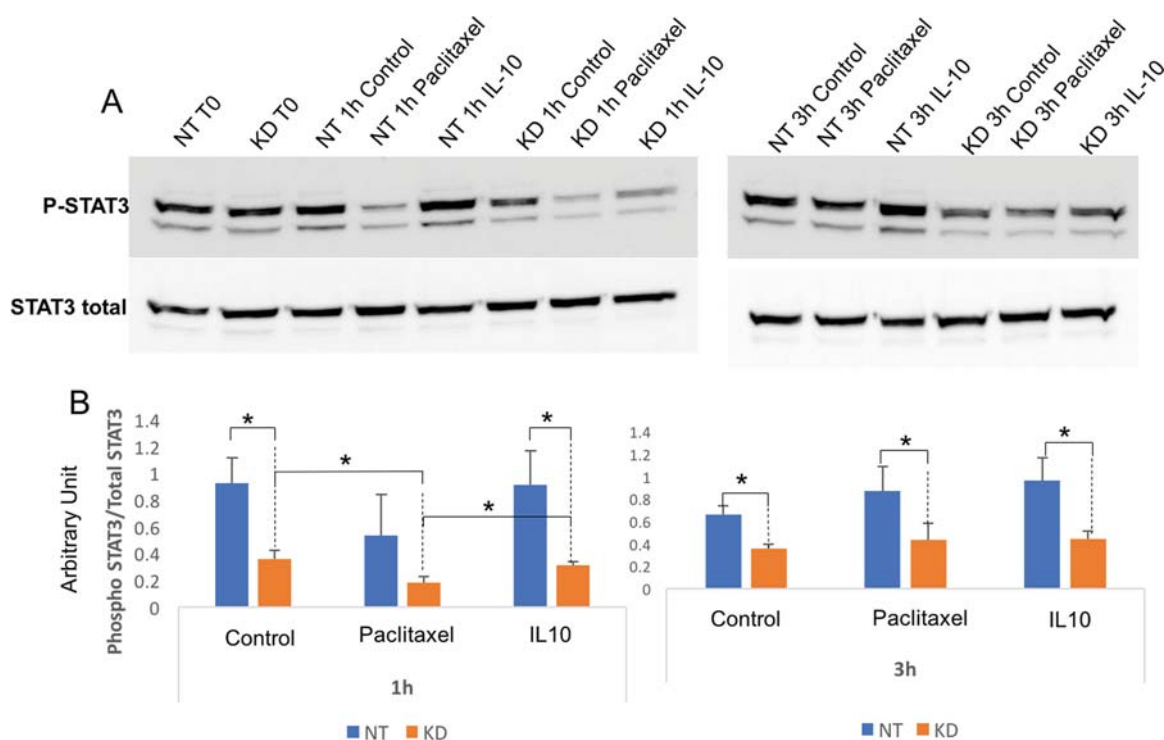 A
NT T0
KD T0
NT 1h Control
NT 1h Paclitaxel
NT 1h IL-10
KD 1h Control
KD 1h Paclitaxel
KD 1h IL-10
NT 3h Control
NT 3h Paclitaxel
NT 3h IL-10
KD 3h Control
KD 3h Paclitaxel
KD 3h IL-10
P-STAT3
STAT3 total
B
Arbitrary Unit
Phospho STAT3/Total STAT3
1.4
1.2
1
0.8
0.6
0.4
0.2
0
*
*
*
*
Control
Paclitaxel
IL10
1h
NT KD
1.4
1.2
1
0.8
0.6
0.4
0.2
0
*
*
*
Control
Paclitaxel
IL10
3h
NT KD